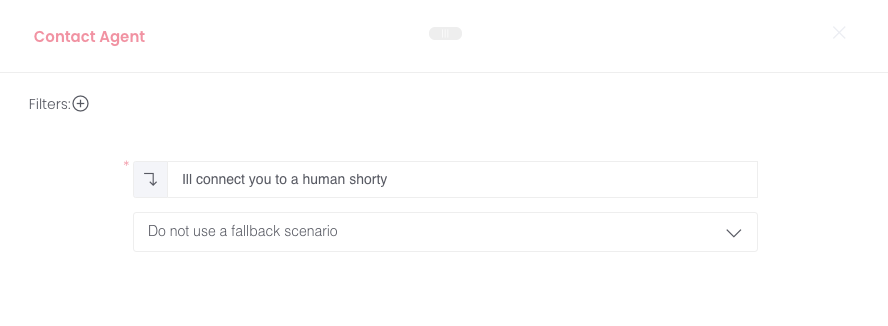 Contact Agent
Filters:
*
Ill connect you to a human shorty
Do not use a fallback scenario